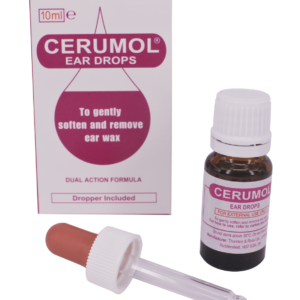 10ml e
CERUMOL®
EAR DROPS
To gently
soften and remove
ear wax
DUAL ACTION FORMULA
Dropper Included
CERUMOL
EAR DROPS
FOR EXTERNAL USE ONLY